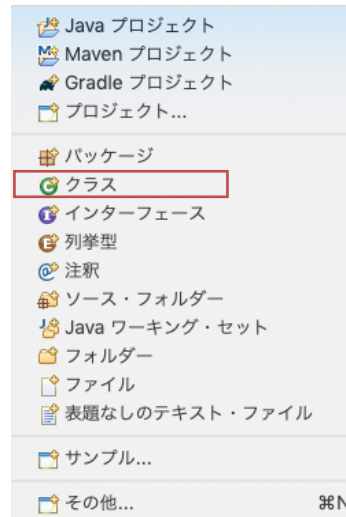 Java プロジェクト
Maven プロジェクト
Gradle プロジェクト
プロジェクト...
パッケージ
クラス
インターフェース
列挙型
注釈
ソース・フォルダー
Java ワーキング・セット
フォルダー
ファイル
表題なしのテキスト・ファイル
サンプル...
その他... ⌘N